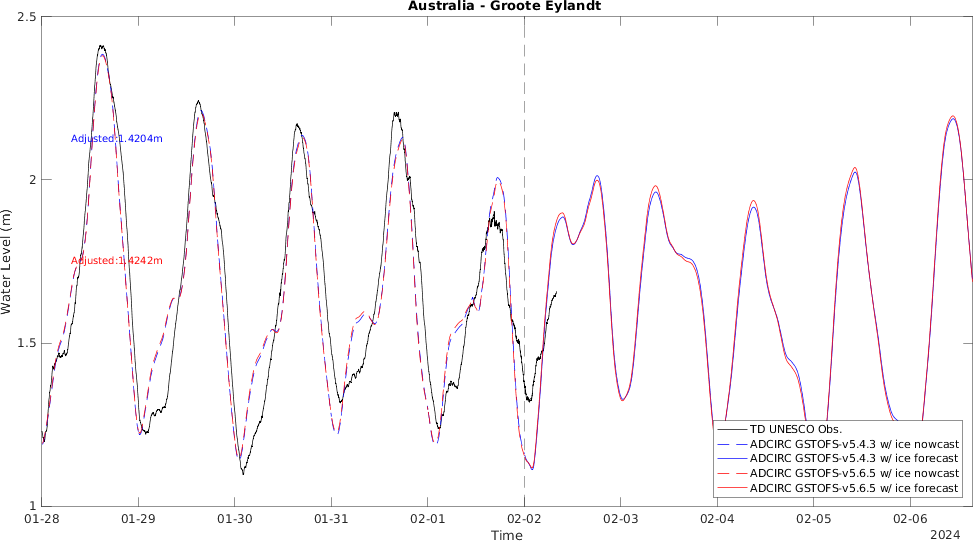 Australia - Groote Eylandt
2.5
Adjusted:1.4204m
2
Adjusted:1.4242m
Water Level (m)
1.5
TD UNESCO Obs.
ADCIRC GSTOFS-v5.4.3 w/ ice nowcast
ADCIRC GSTOFS-v5.4.3 w/ ice forecast
ADCIRC GSTOFS-v5.6.5 w/ ice nowcast
ADCIRC GSTOFS-v5.6.5 w/ ice forecast
1
01-28 01-29 01-30 01-31 02-01 02-02 02-03 02-04 02-05 02-06
Time
2024